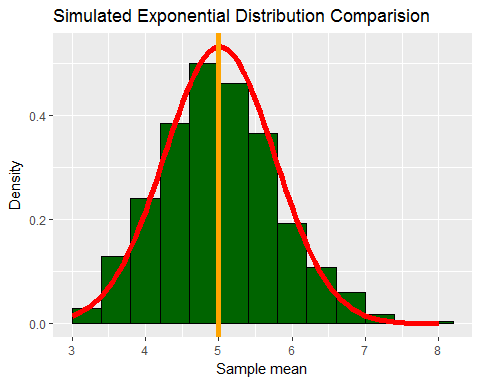 Simulated Exponential Distribution Comparision
Density
0.4
0.2
0.0
3 4 5 6 7 8
Sample mean